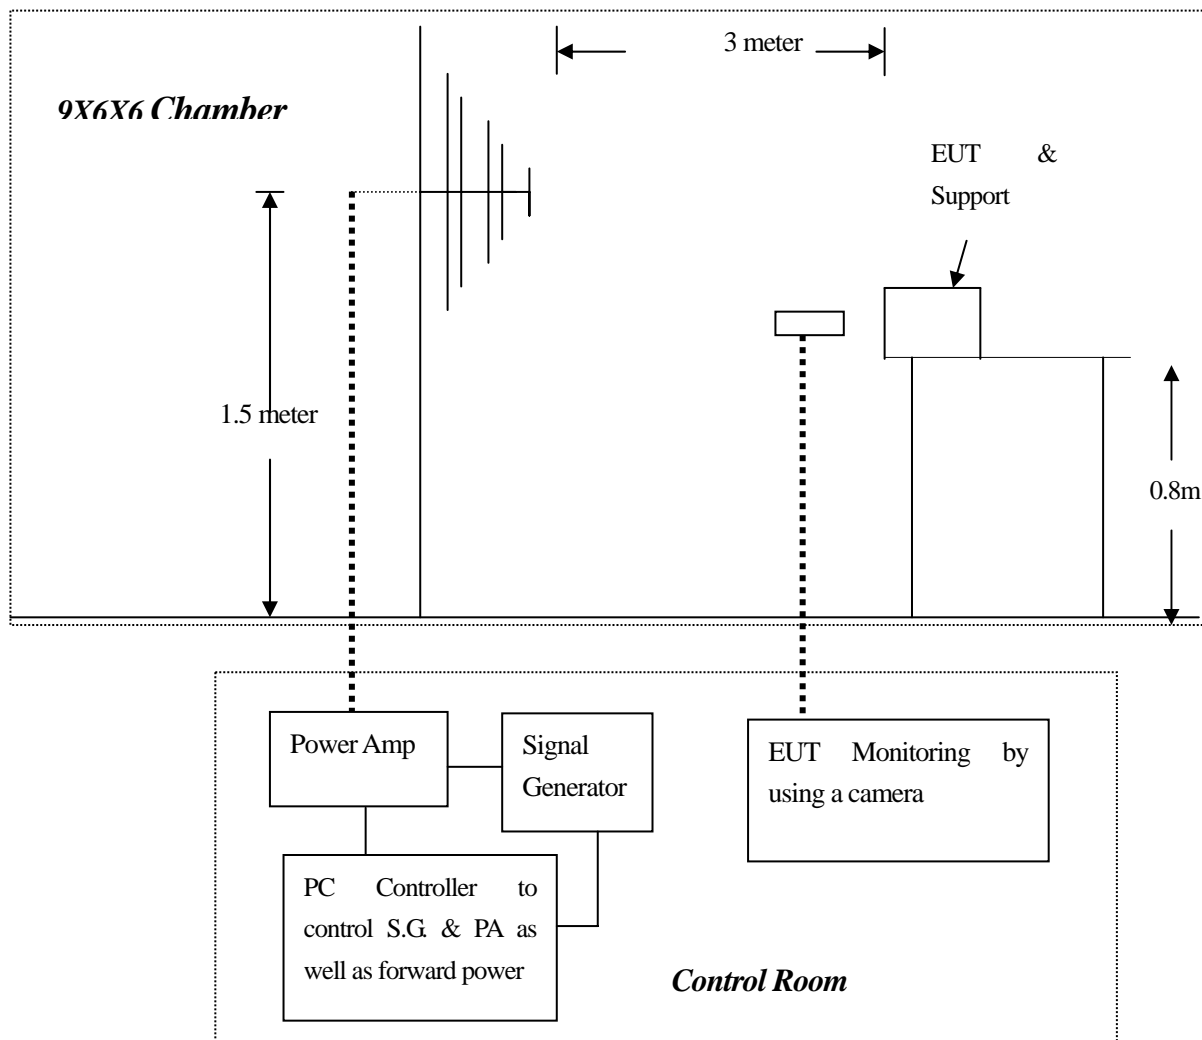 3 meter
9X6X6 Chamber
EUT &
Support
1.5 meter
0.8m
Power Amp
Signal
Generator
EUT Monitoring by
using a camera
PC Controller to
control S.G. & PA as
well as forward power
Control Room